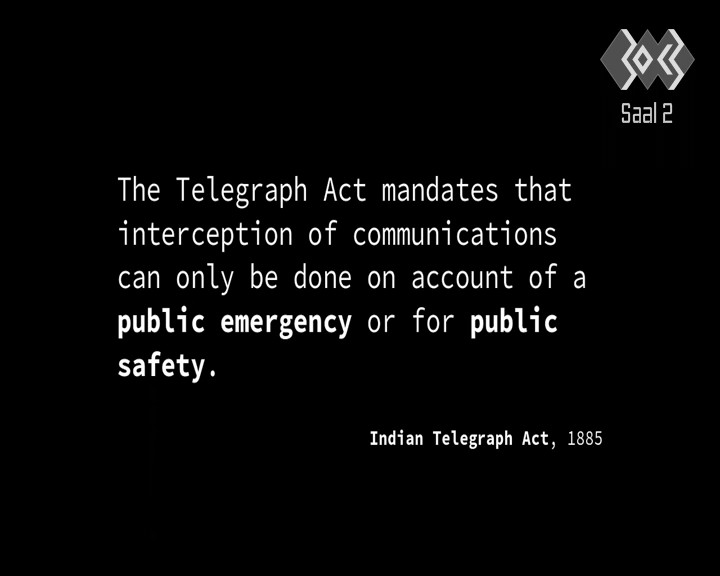 Saal 2
The Telegraph Act mandates that
interception of communications
can only be done on account of a
public emergency or for public
safety.
Indian Telegraph Act, 1885